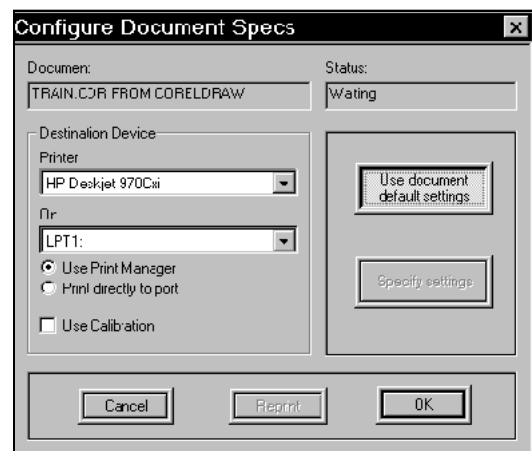 Configure Document Specs
Documen: Status:
TRAIN.CDR FROM CORELDRAW Wating
Destination Device
Printer
HP Deskjet 970Cxi
On
LPT1:
Use Print Manager
Print directly to port
Use Calibration
Use document
default settings
Specify settings
Cancel Reprint OK